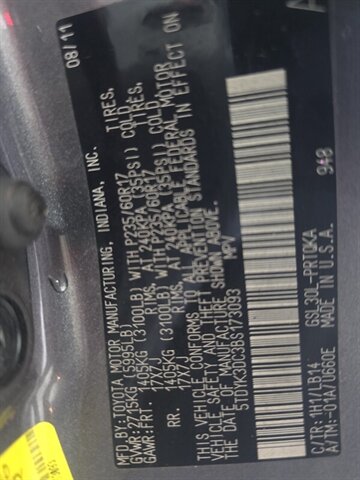 MFD. BY:
TOYOTA MOTOR MANUFACTURING, INDIANA, INC. 08/11
GVWR: 2715KG (5995LB)
GAWR: FRT. 1405KG (3100LB) WITH P235/60R17 TIRES,
17X7J RIMS, AT 240KPA (35PSI) COLD
RR. 1405KG (3100LB) WITH P235/60R17 TIRES,
17X7J RIMS, AT 240KPA (35PSI) COLD
THIS VEHICLE CONFORMS TO ALL APPLICABLE FEDERAL MOTOR
VEHICLE SAFETY AND THEFT PREVENTION STANDARDS IN EFFECT
ON THE DATE OF MANUFACTURE SHOWN ABOVE.
5TDYK3DC3BS173093 MPV
C/TR: 1H1/LB14 GSL30L-PRTQKA
A/TM: -01A/U660E MADE IN U.S.A.
948